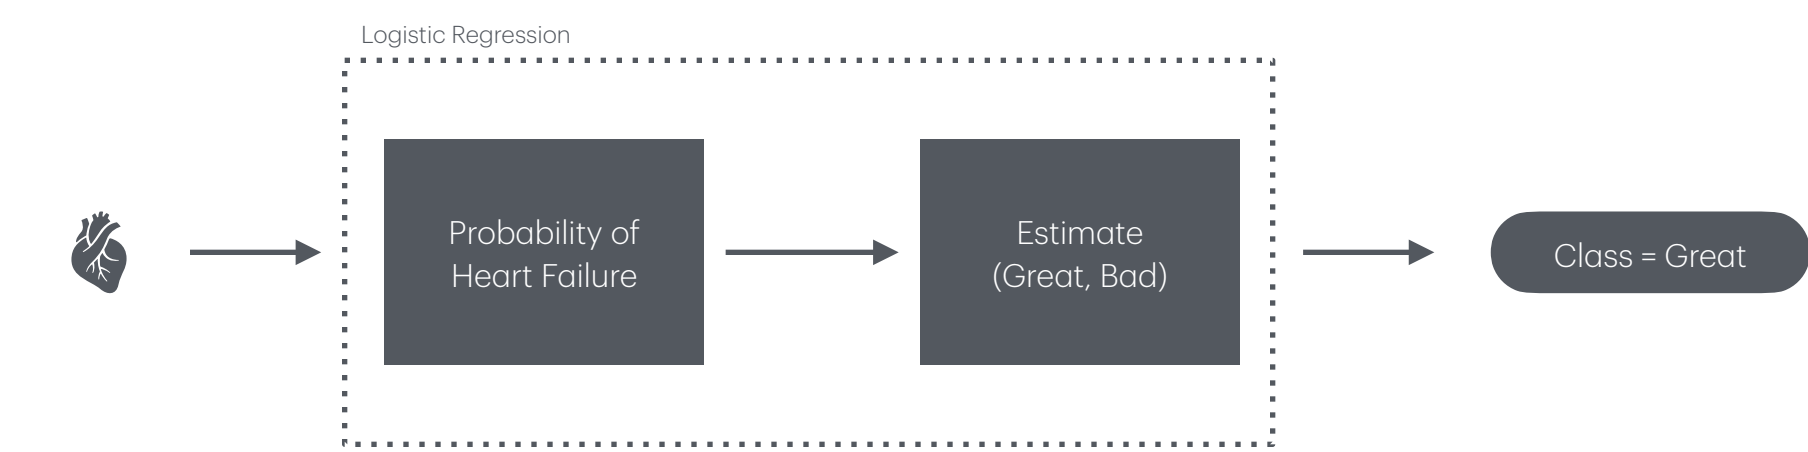 Logistic Regression
Probability of
Heart Failure
Estimate
(Great, Bad)
Class = Great